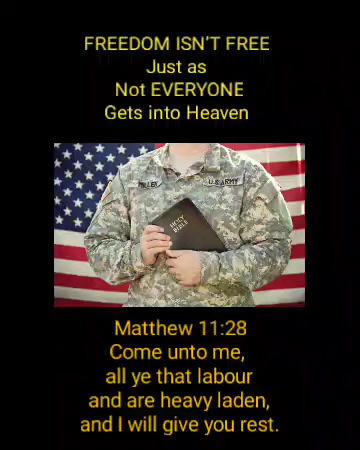 FREEDOM ISN'T FREE
Just as
Not EVERYONE
Gets into Heaven
MILLER
U.S. ARMY
HOLY
BIBLE
Matthew 11:28
Come unto me,
all ye that labour
and are heavy laden,
and I will give you rest.